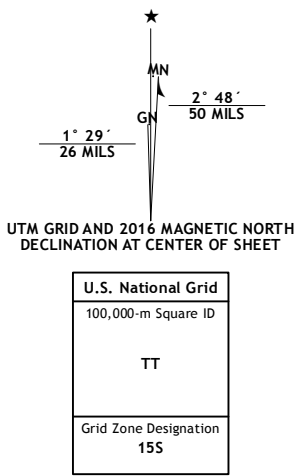 ★
MN
GN
2° 48´
50 MILS
1° 29´
26 MILS
UTM GRID AND 2016 MAGNETIC NORTH
DECLINATION AT CENTER OF SHEET
U.S. National Grid
100,000-m Square ID
TT
Grid Zone Designation
15S